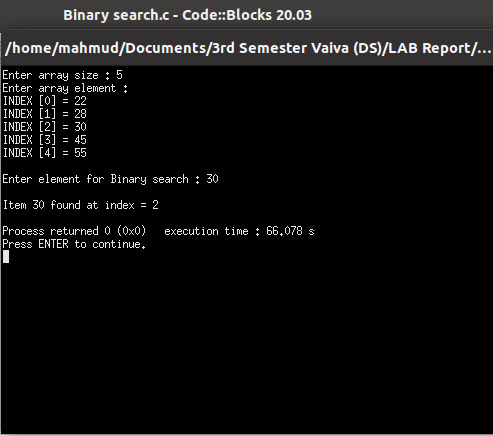 Binary search.c - Code::Blocks 20.03
/home/mahmud/Documents/3rd Semester Vaiva (DS)/LAB Report/...
Enter array size : 5
Enter array element :
INDEX [0] = 22
INDEX [1] = 28
INDEX [2] = 30
INDEX [3] = 45
INDEX [4] = 55
Enter element for Binary search : 30
Item 30 found at index = 2
Process returned 0 (0x0)   execution time : 66.078 s
Press ENTER to continue.